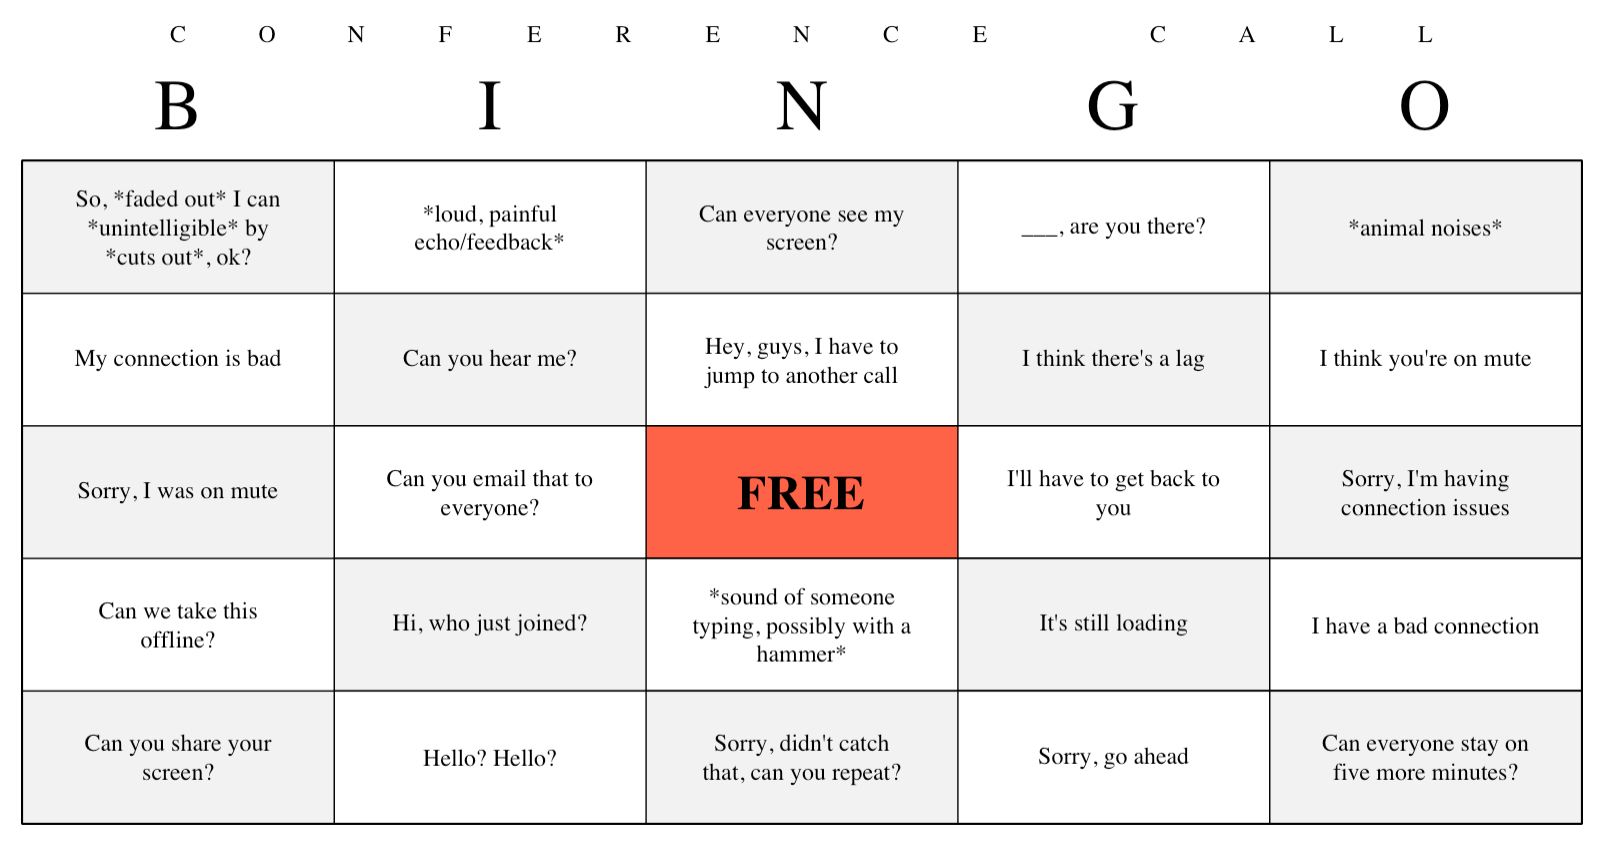 CONFERENCE CALL
B I N G O
So, *faded out* I can
*unintelligible* by
*cuts out*, ok?
*loud, painful
echo/feedback*
Can everyone see my
screen?
___, are you there?
*animal noises*
My connection is bad
Can you hear me?
Hey, guys, I have to
jump to another call
I think there's a lag
I think you're on mute
Sorry, I was on mute
Can you email that to
everyone?
FREE
I'll have to get back to
you
Sorry, I'm having
connection issues
Can we take this
offline?
Hi, who just joined?
*sound of someone
typing, possibly with a
hammer*
It's still loading
I have a bad connection
Can you share your
screen?
Hello? Hello?
Sorry, didn't catch
that, can you repeat?
Sorry, go ahead
Can everyone stay on
five more minutes?